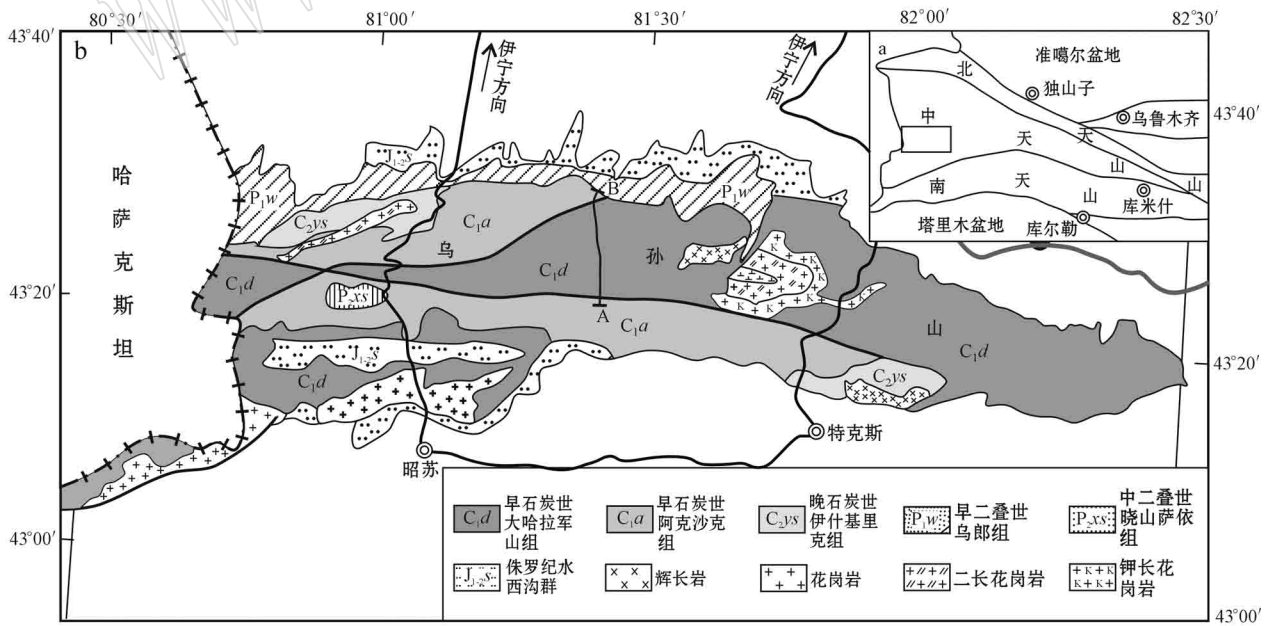 80°30′
81°00′
81°30′
82°00′
82°30′
43°40′
b
伊宁方向
伊宁方向
a
准噶尔盆地
北
独山子
乌鲁木齐
中
天
天
山
南
天
山
山
库米什
塔里木盆地
库尔勒
43°40′
哈萨克斯坦
J₁₋₂s
P₁w
B
P₁w
C₂ys
C₁a
乌
孙
C₁d
C₁d
43°20′
P₂xs
A
C₁a
山
C₁d
J₁₋₂s
C₁d
C₂ys
43°20′
昭苏
特克斯
43°00′
C₁d
早石炭世
大哈拉军
山组
C₁a
早石炭世
阿克沙克
组
C₂ys
晚石炭世
伊什基里
克组
P₁w
早二叠世
乌郎组
P₂xs
中二叠世
晓山萨依
组
J₁₋₂s
侏罗纪水
西沟群
辉长岩
花岗岩
二长花岗岩
钾长花
岗岩
43°00′